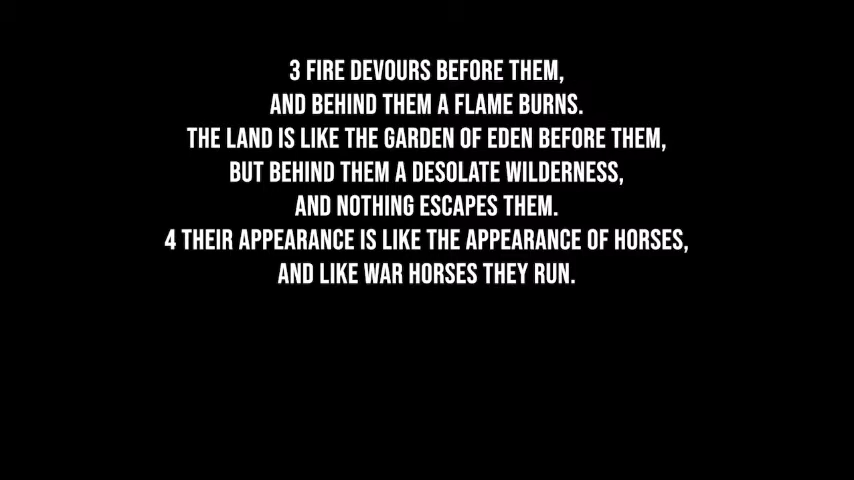 3 FIRE DEVOURS BEFORE THEM,
AND BEHIND THEM A FLAME BURNS.
THE LAND IS LIKE THE GARDEN OF EDEN BEFORE THEM,
BUT BEHIND THEM A DESOLATE WILDERNESS,
AND NOTHING ESCAPES THEM.
4 THEIR APPEARANCE IS LIKE THE APPEARANCE OF HORSES,
AND LIKE WAR HORSES THEY RUN.